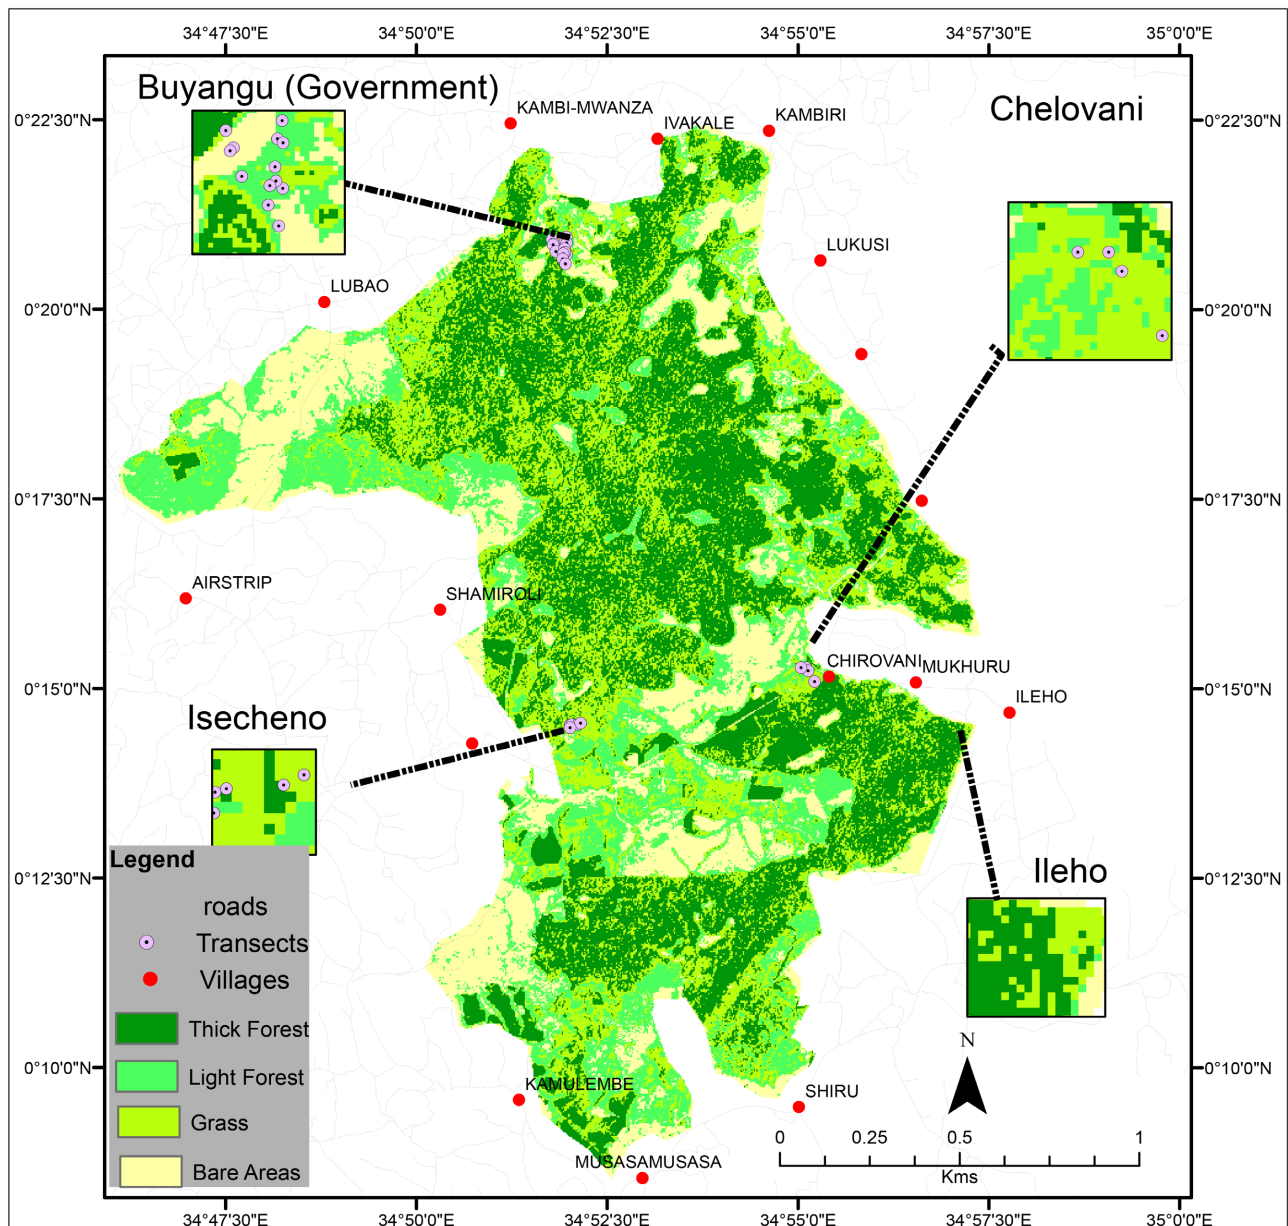 34°47'30"E
34°50'0"E
34°52'30"E
34°55'0"E
34°57'30"E
35°0'0"E
Buyangu (Government)
Chelovani
KAMBI-MWANZA
IVAKALE
KAMBIRI
0°22'30"N
0°22'30"N
LUKUSI
LUBAO
0°20'0"N
0°20'0"N
0°17'30"N
0°17'30"N
AIRSTRIP
SHAMIROLI
CHIROVANI
MUKHURU
ILEHO
0°15'0"N
0°15'0"N
Isecheno
Ileho
0°12'30"N
0°12'30"N
Legend
roads
Transects
Villages
Thick Forest
Light Forest
Grass
Bare Areas
N
0°10'0"N
0°10'0"N
KAMULEMBE
SHIRU
MUSASAMUSASA
0 0.25 0.5 1
Kms
34°47'30"E
34°50'0"E
34°52'30"E
34°55'0"E
34°57'30"E
35°0'0"E